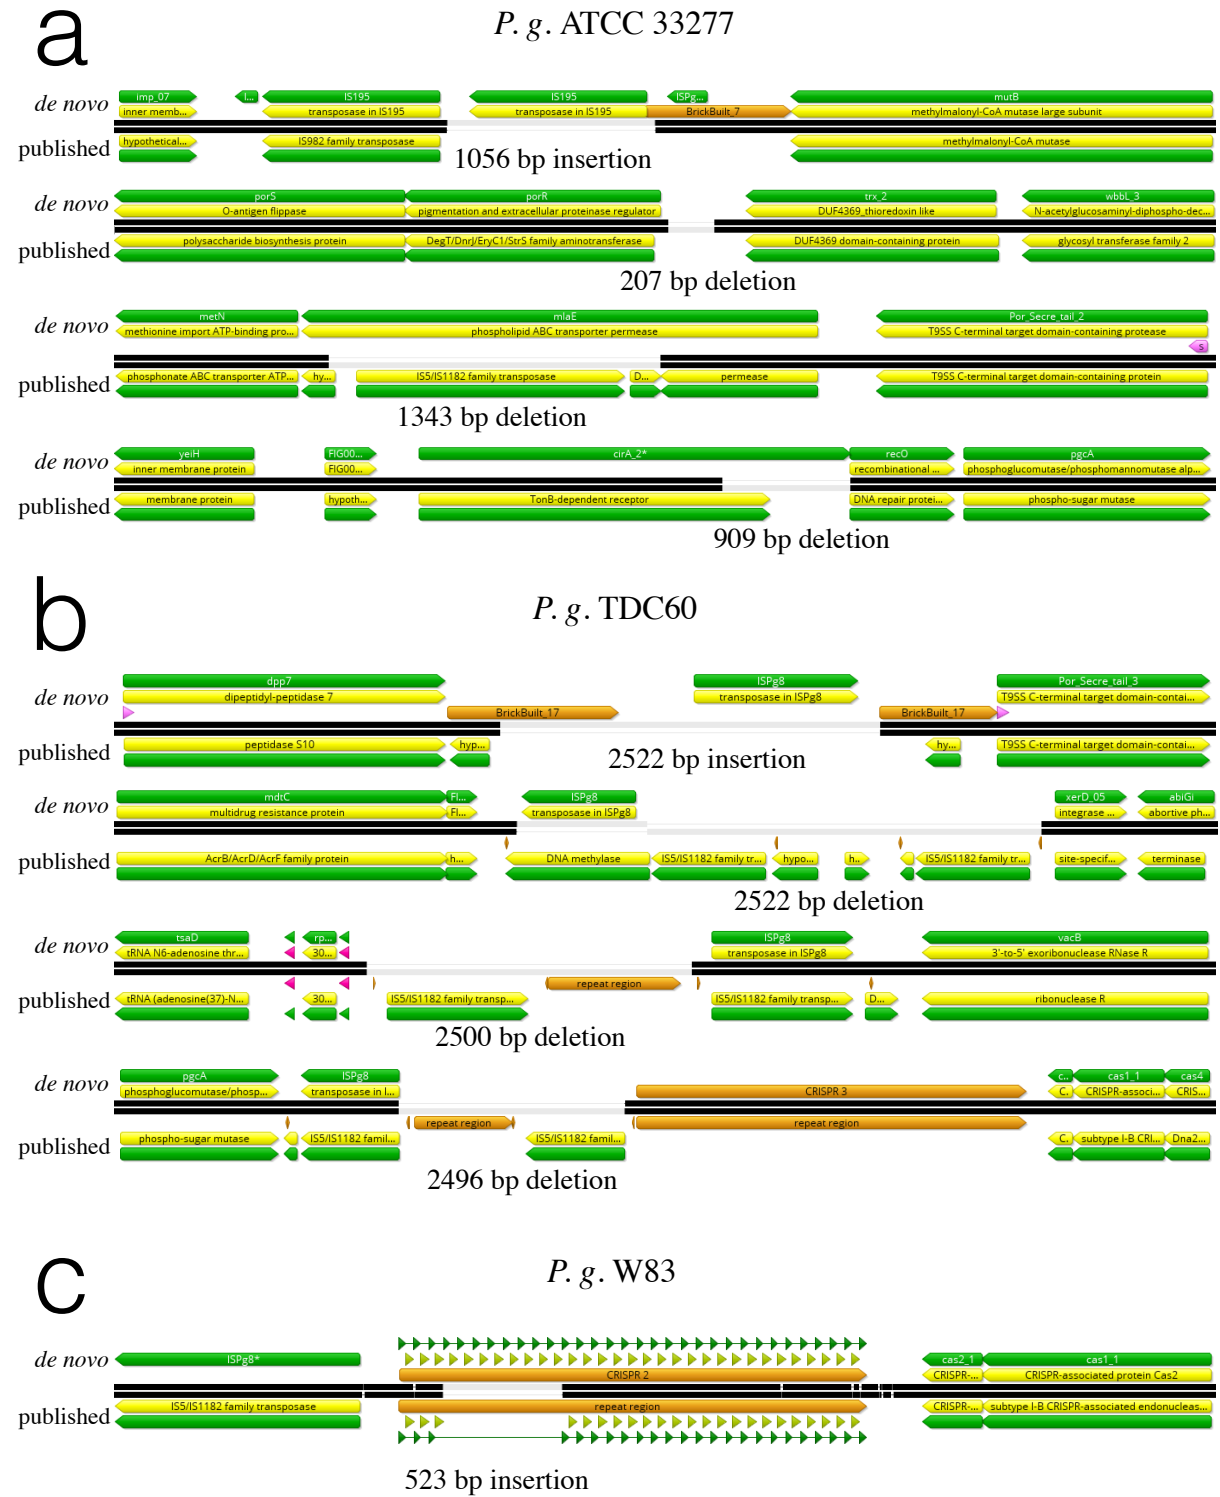 a
P. g. ATCC 33277
de novo
imp_07 I... IS195 IS195 ISPg... mutB
inner memb... transposase in IS195 transposase in IS195 BrickBuilt_7 methylmalonyl-CoA mutase large subunit
published
hypothetical... IS982 family transposase methylmalonyl-CoA mutase
1056 bp insertion
de novo
porS porR trx_2 wbbL_3
O-antigen flippase pigmentation and extracellular proteinase regulator DUF4369_thioredoxin like N-acetylglucosaminyl-diphospho-dec...
published
polysaccharide biosynthesis protein DegT/DnrJ/EryC1/StrS family aminotransferase DUF4369 domain-containing protein glycosyl transferase family 2
207 bp deletion
de novo
metN mlaE Por_Secre_tail_2
methionine import ATP-binding pro... phospholipid ABC transporter permease T9SS C-terminal target domain-containing protease
s
published
phosphonate ABC transporter ATP... hy... IS5/IS1182 family transposase D... permease T9SS C-terminal target domain-containing protein
1343 bp deletion
de novo
yeiH FIG00... cirA_2* recO pgcA
inner membrane protein FIG00... recombinational ... phosphoglucomutase/phosphomannomutase alp...
published
membrane protein hypoth... TonB-dependent receptor DNA repair protei... phospho-sugar mutase
909 bp deletion
b
P. g. TDC60
de novo
dpp7 ISPg8 Por_Secre_tail_3
dipeptidyl-peptidase 7 transposase in ISPg8 T9SS C-terminal target domain-contai...
BrickBuilt_17 BrickBuilt_17
published
peptidase S10 hyp... hy... T9SS C-terminal target domain-contai...
2522 bp insertion
de novo
mdtC FI... ISPg8 xerD_05 abiGi
multidrug resistance protein FI... transposase in ISPg8 integrase ... abortive ph...
published
AcrB/AcrD/AcrF family protein h... DNA methylase IS5/IS1182 family tr... hypo... h.. IS5/IS1182 family tr... site-specif... terminase
2522 bp deletion
de novo
tsaD rp... ISPg8 vacB
tRNA N6-adenosine thr... 30... transposase in ISPg8 3'-to-5' exoribonuclease RNase R
repeat region
published
tRNA (adenosine(37)-N... 30... IS5/IS1182 family transp... IS5/IS1182 family transp... D... ribonuclease R
2500 bp deletion
de novo
pgcA ISPg8 c.. cas1_1 cas4
phosphoglucomutase/phosp... transposase in I... CRISPR 3 C. CRISPR-associ... CRIS...
repeat region repeat region
published
phospho-sugar mutase IS5/IS1182 famil... IS5/IS1182 famil... C. subtype I-B CRI... Dna2...
2496 bp deletion
c
P. g. W83
de novo
ISPg8* cas2_1 cas1_1
CRISPR 2 CRISPR-... CRISPR-associated protein Cas2
published
IS5/IS1182 family transposase repeat region CRISPR-... subtype I-B CRISPR-associated endonucleas...
523 bp insertion